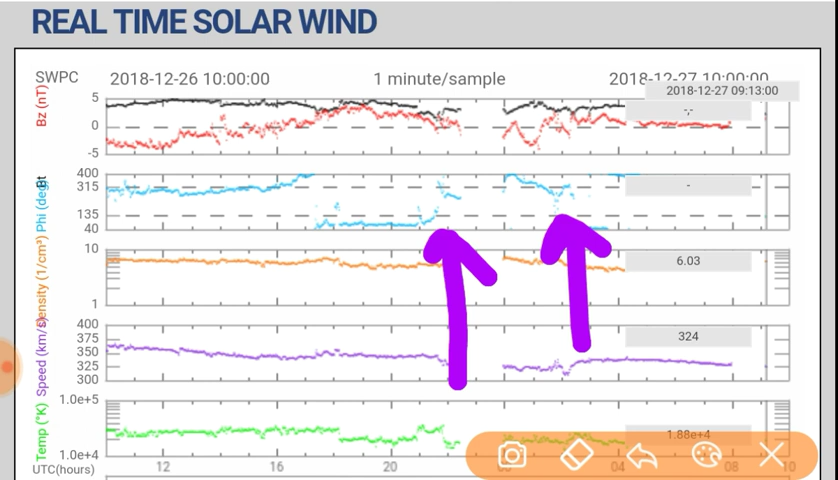 REAL TIME SOLAR WIND
SWPC 2018-12-26 10:00:00 1 minute/sample 2018-12-27 10:00:00
2018-12-27 09:13:00
Bz (nT)
5
0
-5
-,-
Bt
Phi (deg
400
315
135
40
-
ensity (1/cm³)
10
1
6.03
Speed (km/s)
400
375
350
325
300
324
Temp (°K)
1.0e+5
1.0e+4
1.88e+4
UTC(hours) 12 16 20 00 04 08 10